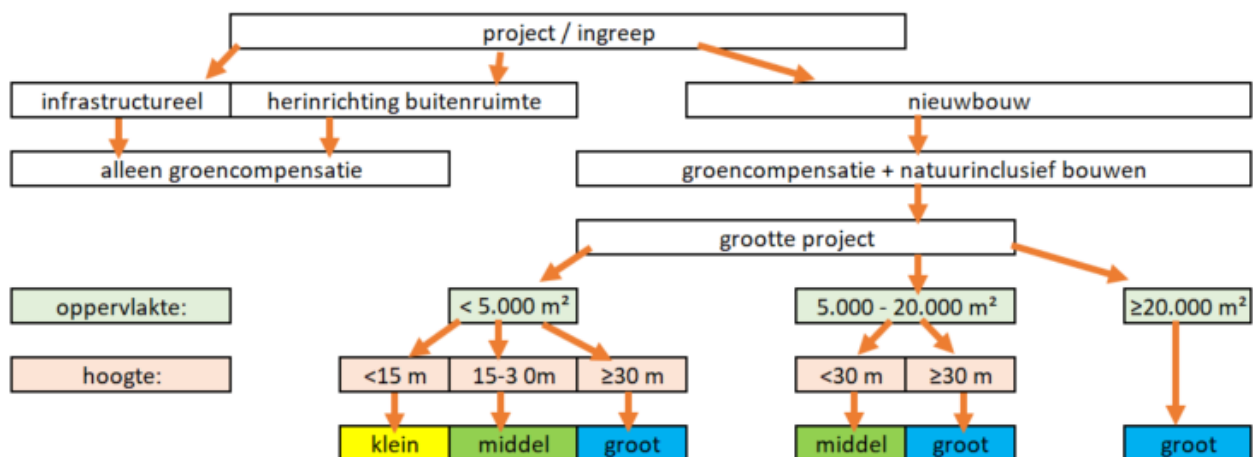 project / ingreep
infrastructureel herinrichting buitenruimte nieuwbouw
alleen groencompensatie groencompensatie + natuurinclusief bouwen
grootte project
oppervlakte: < 5.000 m² 5.000 - 20.000 m² ≥20.000 m²
hoogte: <15 m 15-3 0m ≥30 m <30 m ≥30 m
klein middel groot middel groot groot